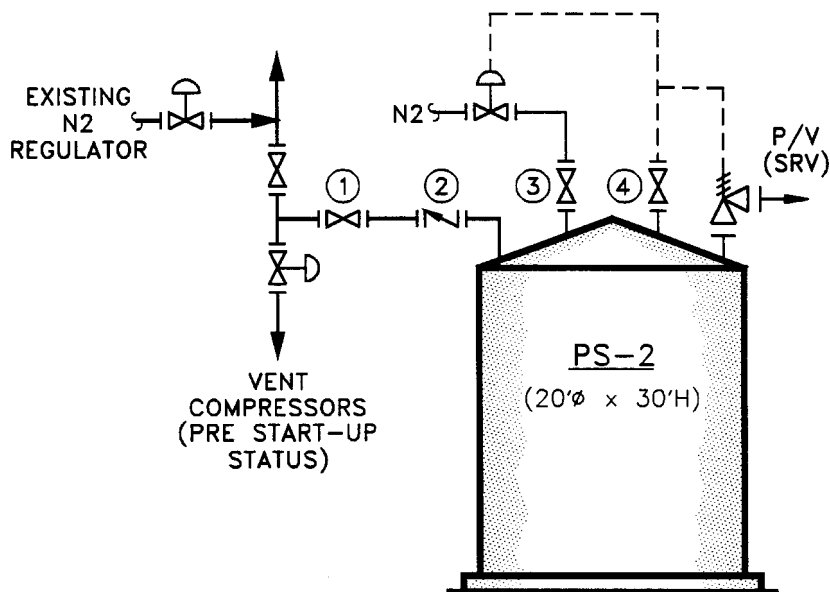 EXISTING
N2
REGULATOR
N2
P/V
(SRV)
1
2
3
4
PS-2
(20'ø x 30'H)
VENT
COMPRESSORS
(PRE START-UP
STATUS)